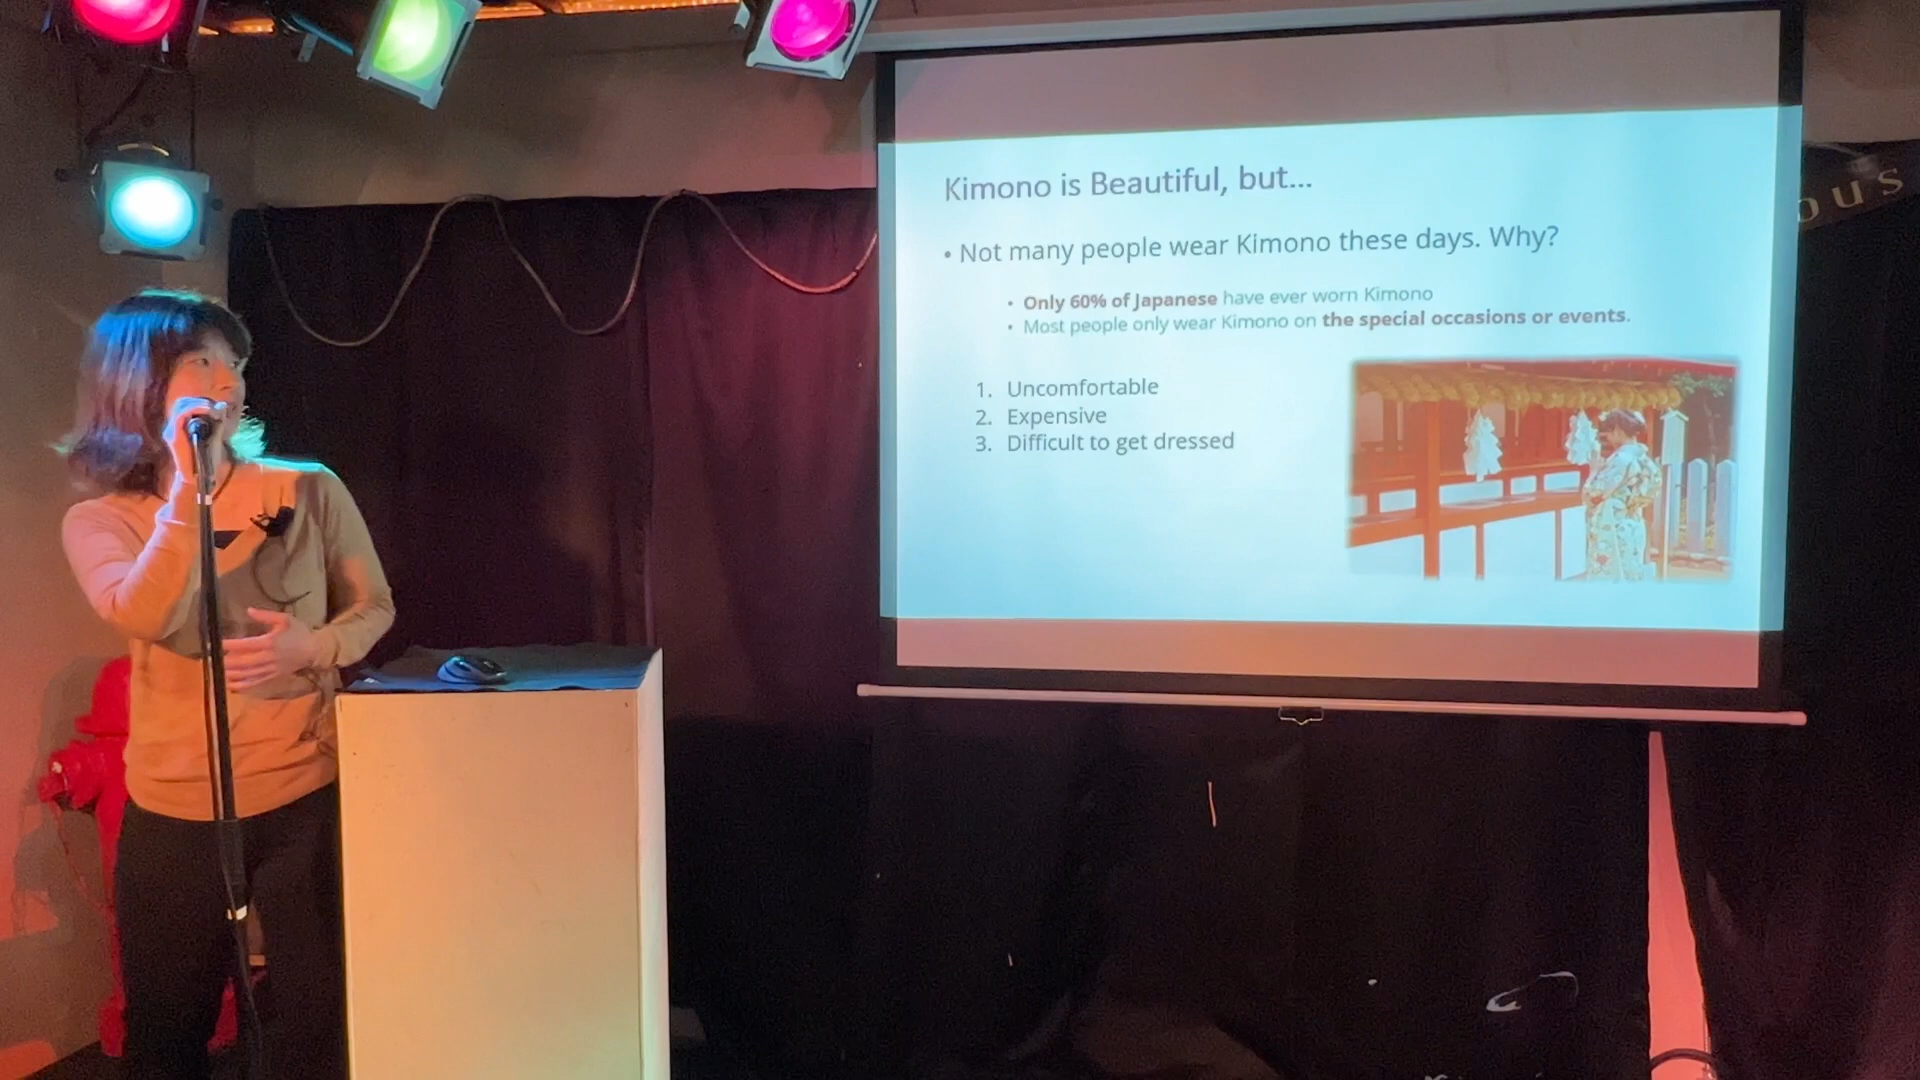 Kimono is Beautiful, but...
• Not many people wear Kimono these days. Why?
• Only 60% of Japanese have ever worn Kimono
• Most people only wear Kimono on the special occasions or events.
1. Uncomfortable
2. Expensive
3. Difficult to get dressed
ous